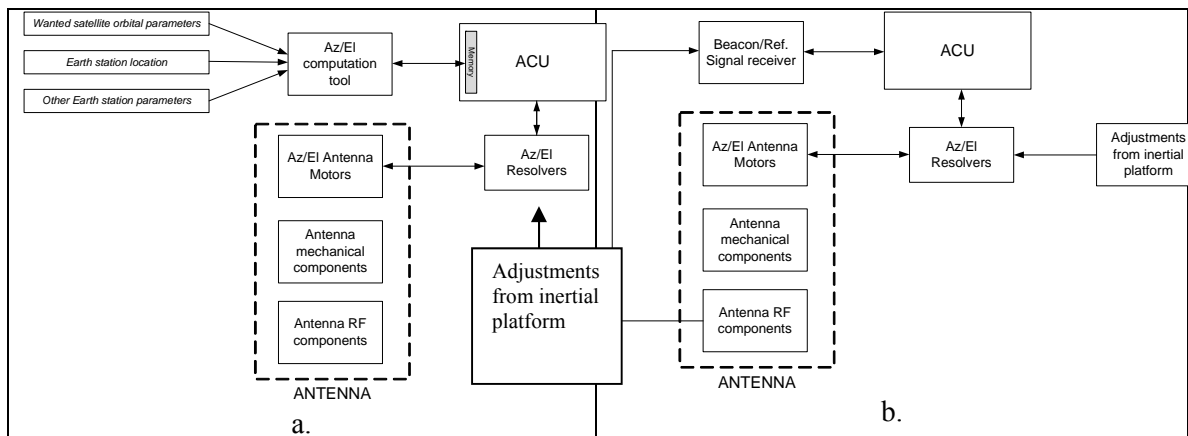 Wanted satellite orbital parameters
Earth station location
Other Earth station parameters
Az/El
computation
tool
Memory
ACU
Az/El Antenna
Motors
Az/El
Resolvers
Antenna
mechanical
components
Antenna RF
components
ANTENNA
Adjustments
from inertial
platform
a.
Beacon/Ref.
Signal receiver
ACU
Az/El Antenna
Motors
Az/El
Resolvers
Adjustments
from inertial
platform
Antenna
mechanical
components
Antenna RF
components
ANTENNA
b.